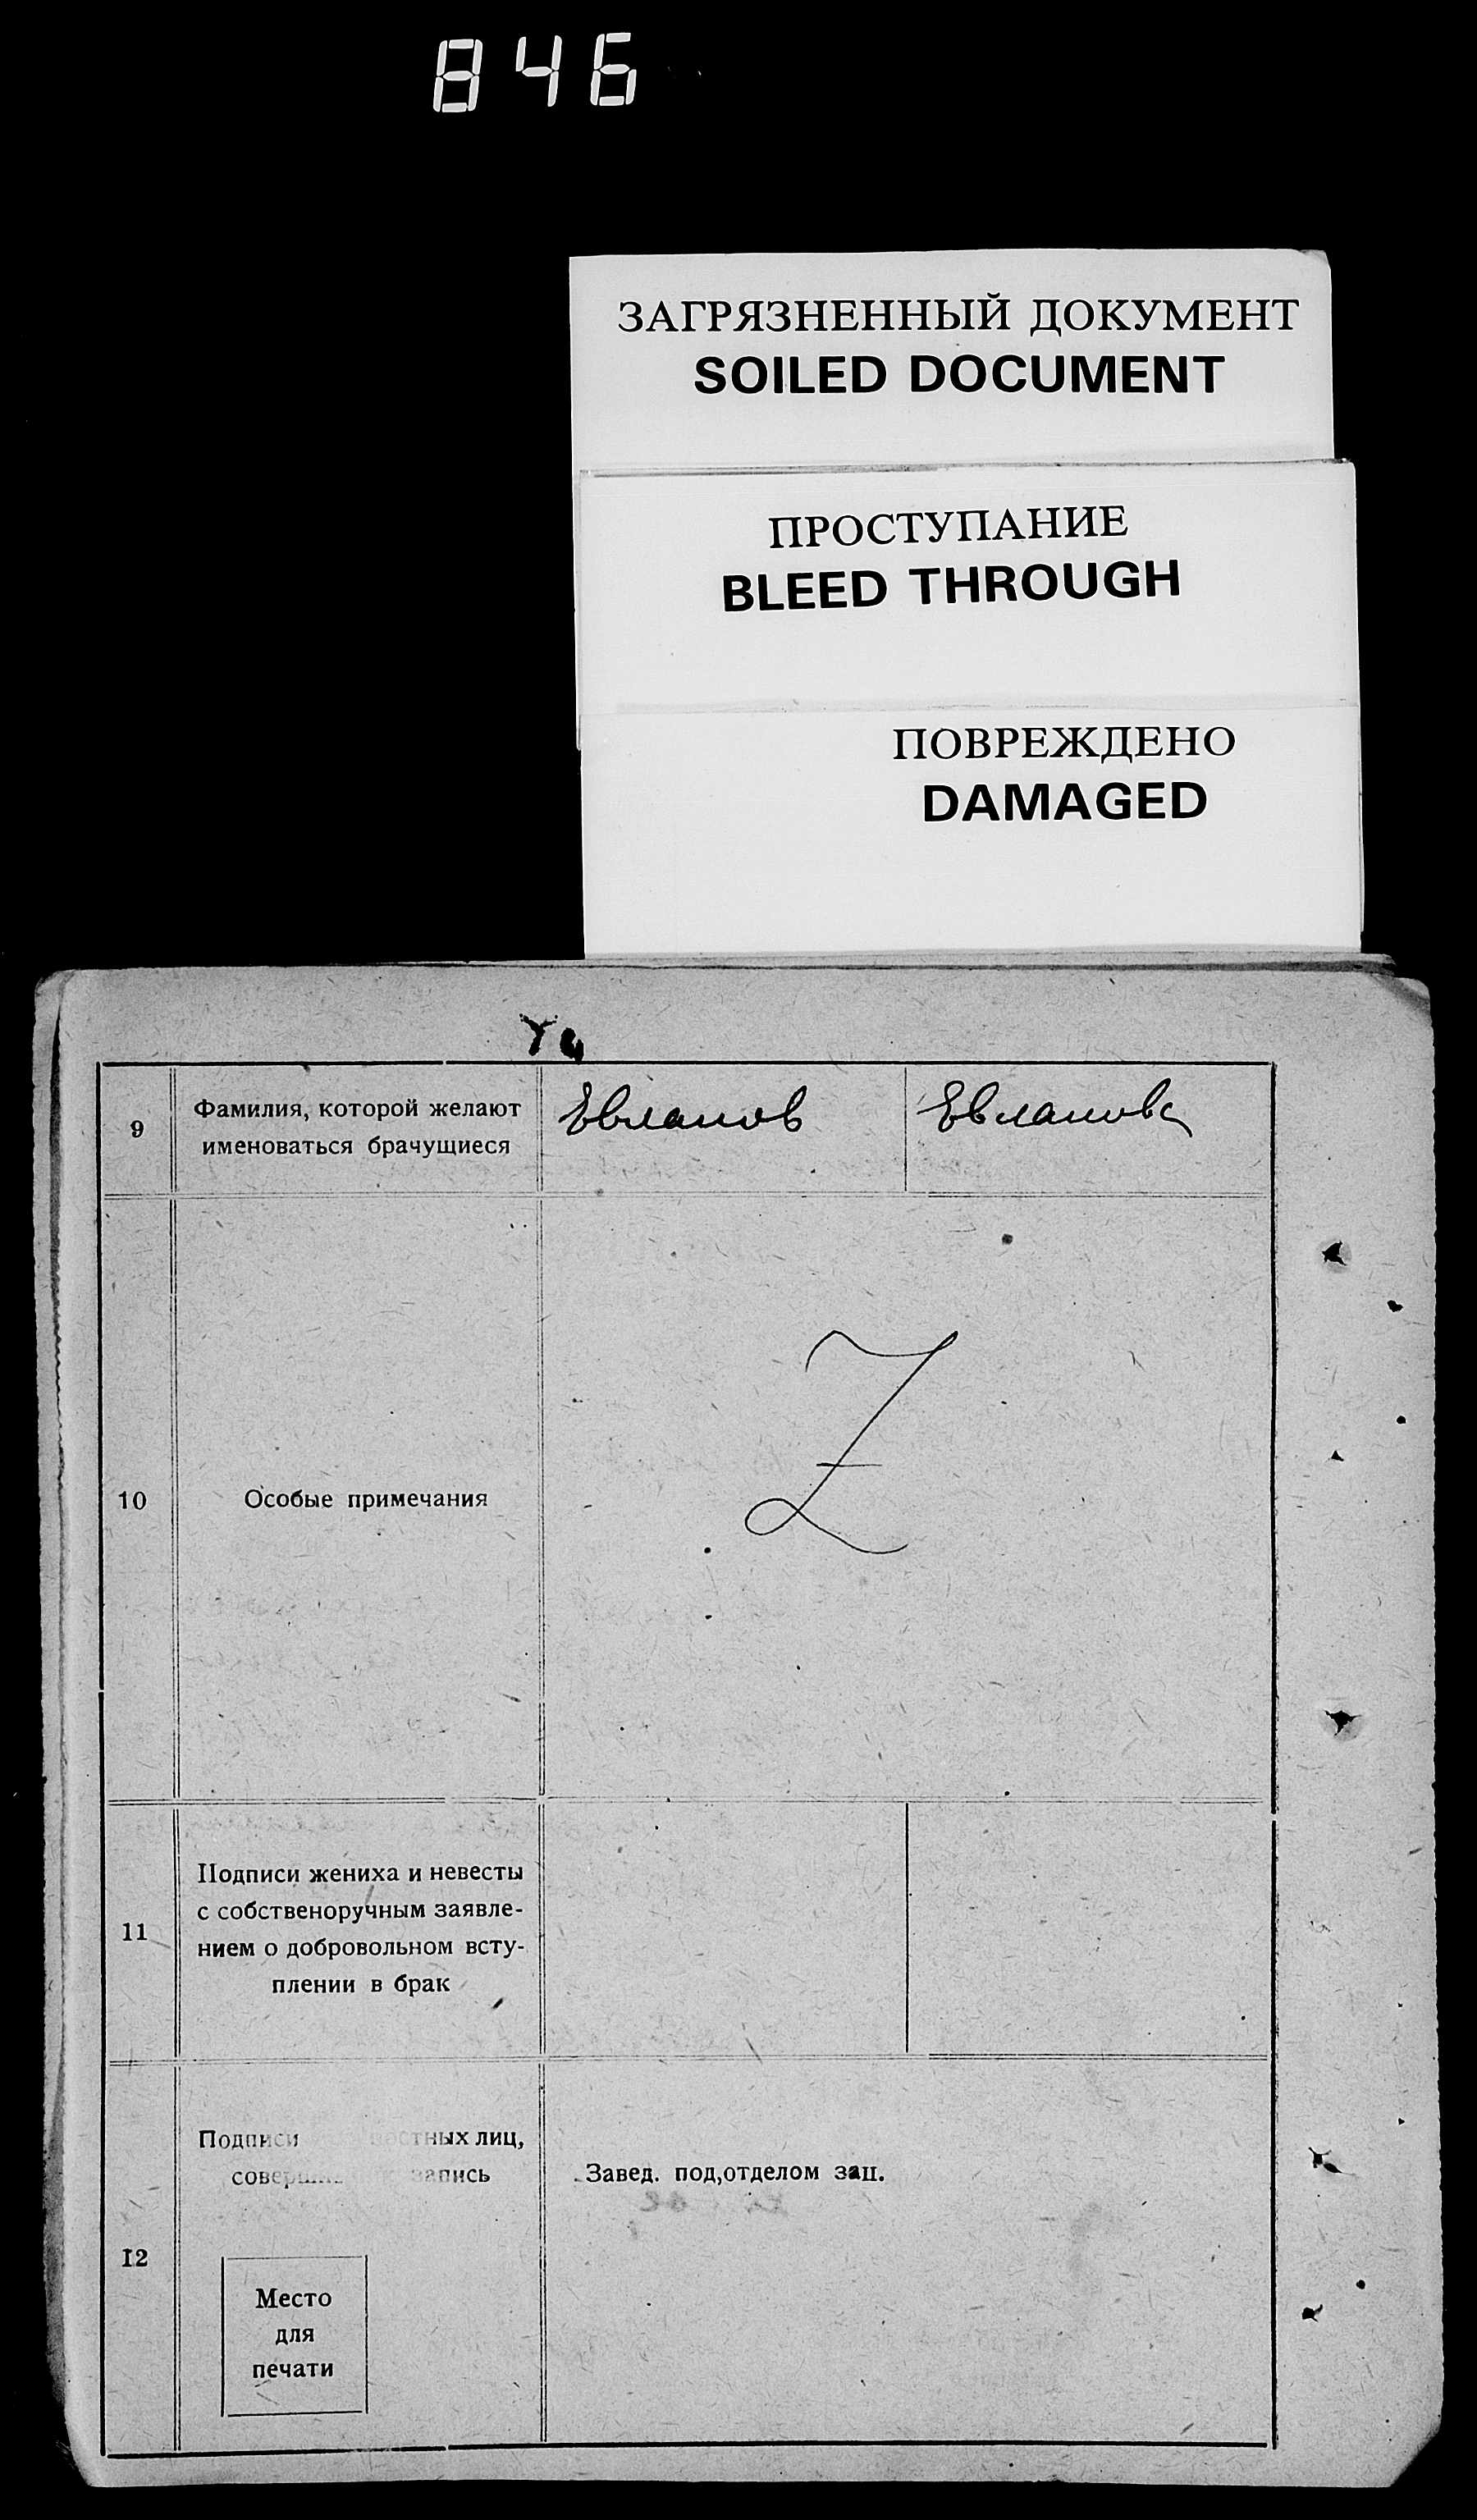 846
ЗАГРЯЗНЕННЫЙ ДОКУМЕНТ
SOILED DOCUMENT
ПРОСТУПАНИЕ
BLEED THROUGH
ПОВРЕЖДЕНО
DAMAGED
9
Фамилия, которой желают
именоваться брачущиеся
Евланов
Евланова
10
Особые примечания
Z
11
Подписи жениха и невесты
с собственоручным заявле-
нием о добровольном всту-
плении в брак
12
Подписи лиц,
запись
Завед. под,отделом зап.
Место
для
печати